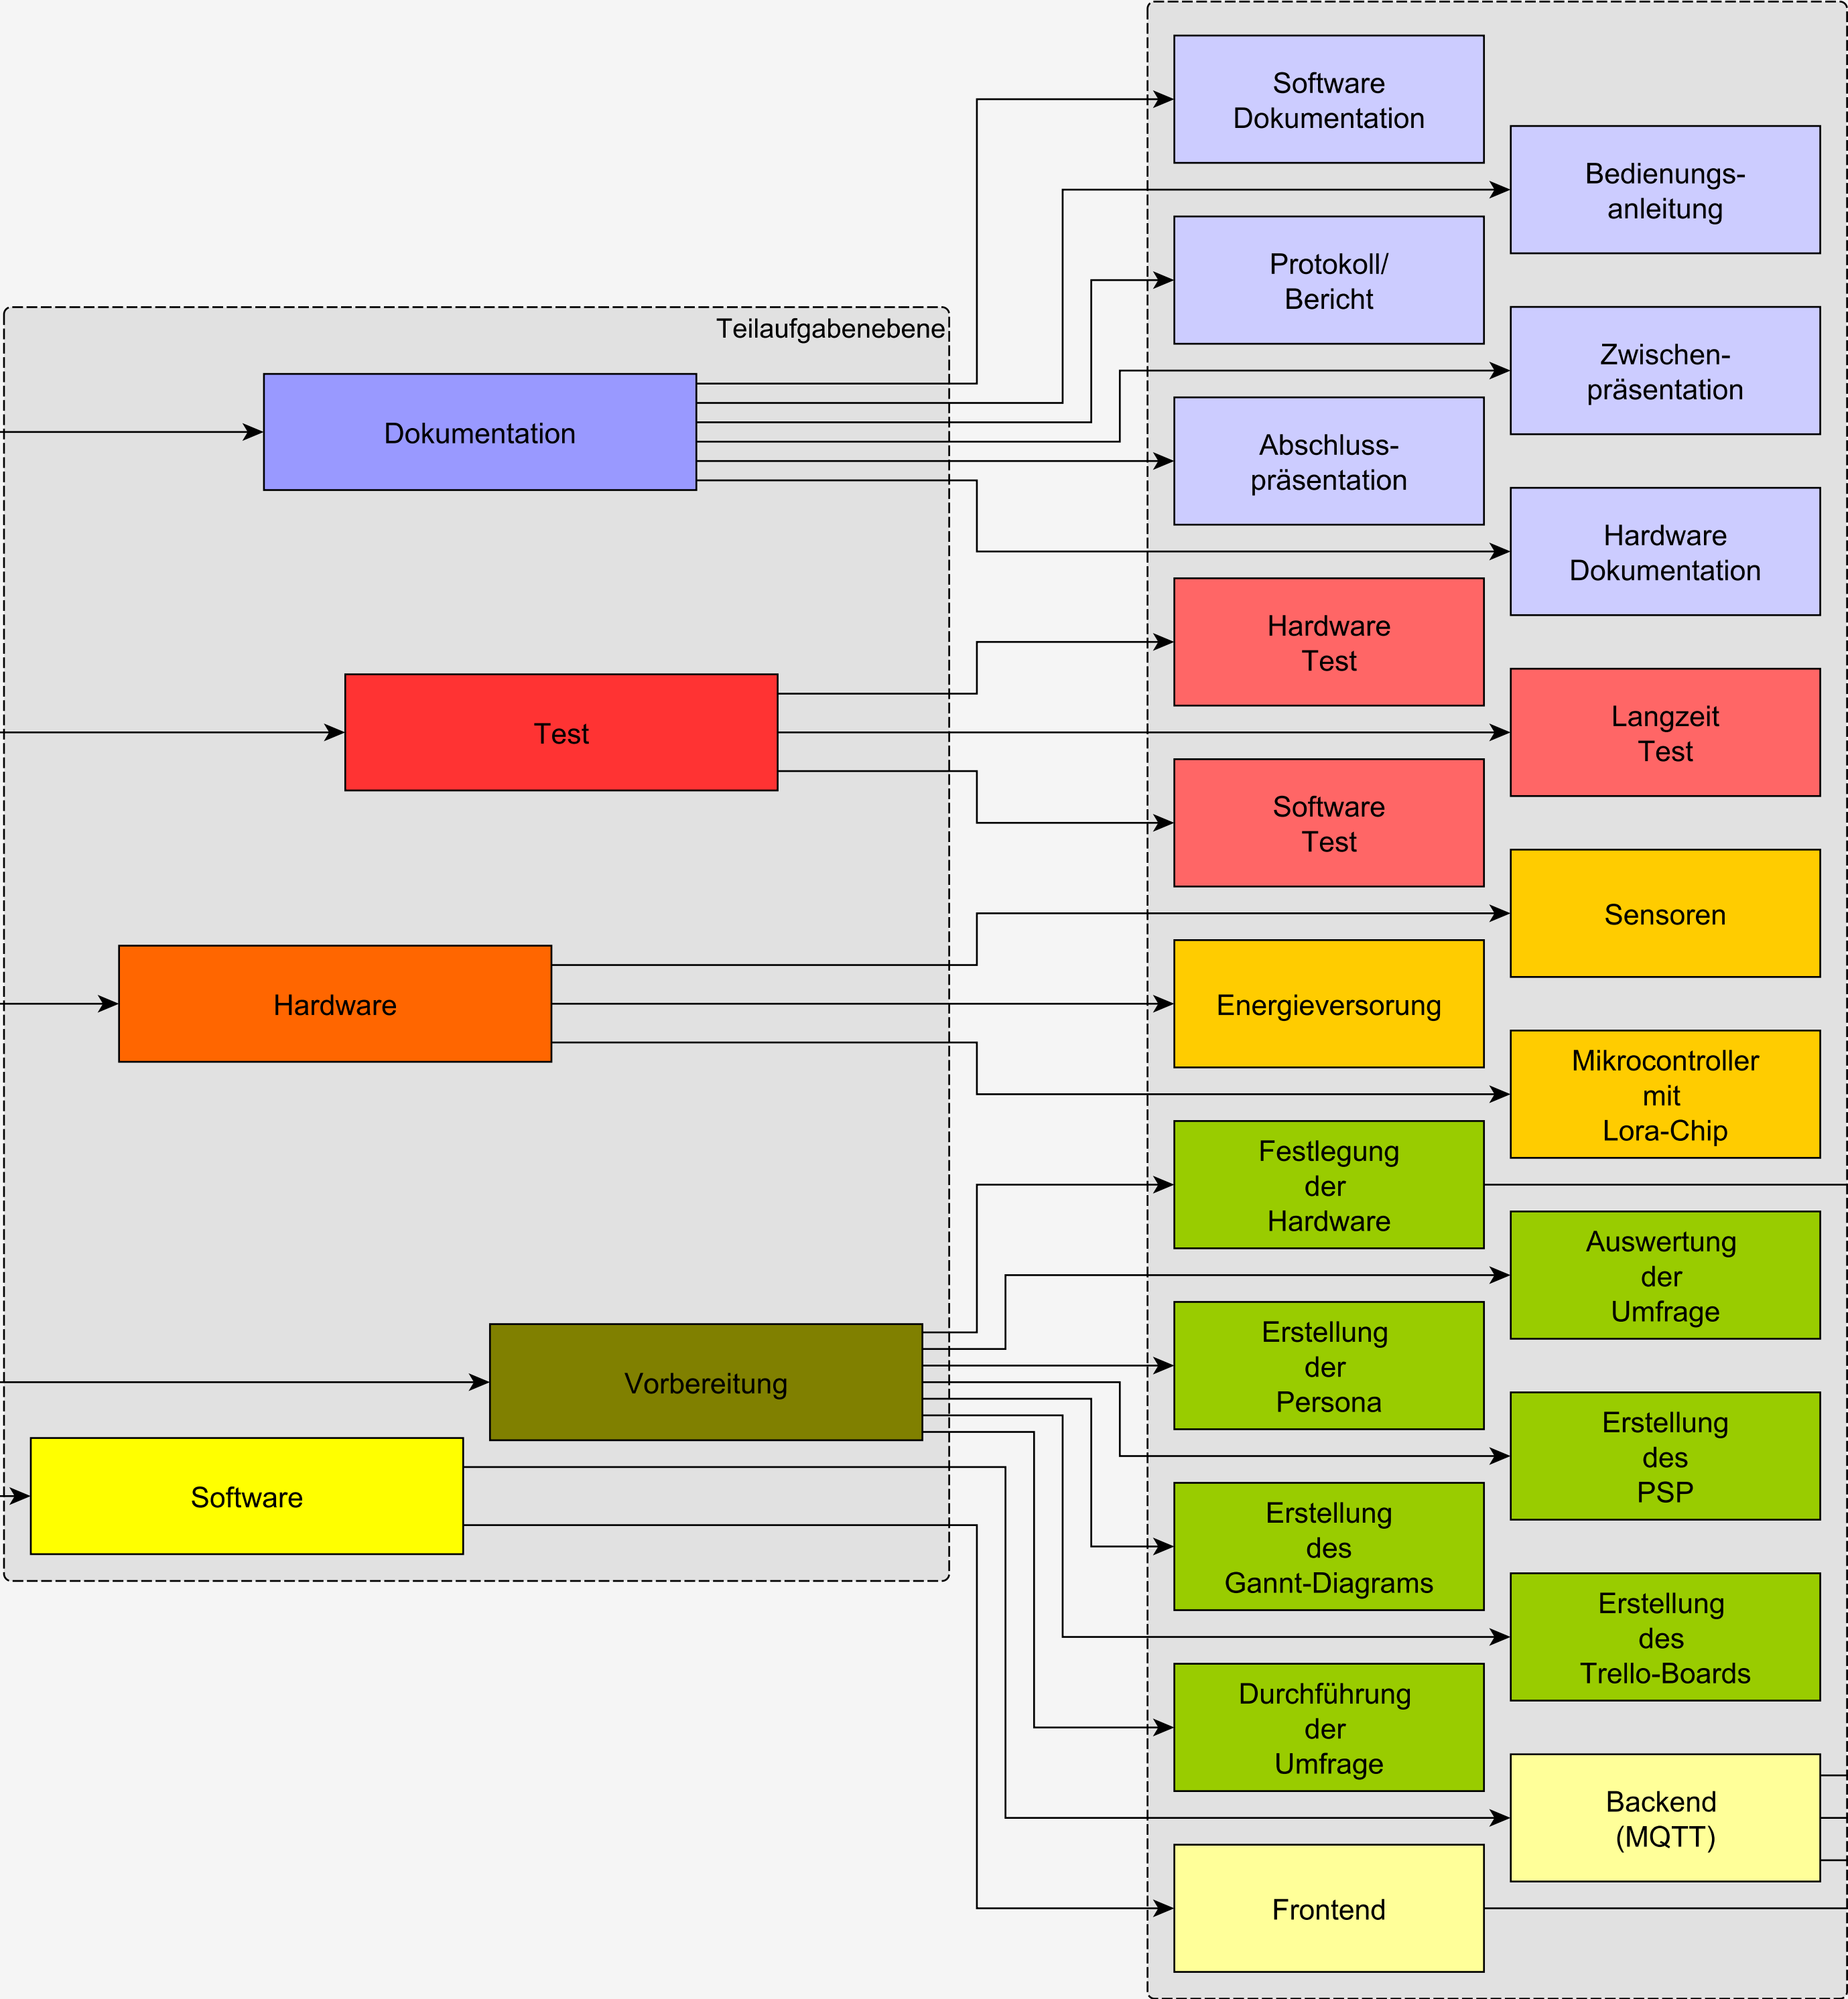 Teilaufgabenebene
Dokumentation
Test
Hardware
Vorbereitung
Software
Software
Dokumentation
Bedienungs-
anleitung
Protokoll/
Bericht
Zwischen-
präsentation
Abschluss-
präsentation
Hardware
Dokumentation
Hardware
Test
Langzeit
Test
Software
Test
Sensoren
Energieversorung
Mikrocontroller
mit
Lora-Chip
Festlegung
der
Hardware
Auswertung
der
Umfrage
Erstellung
der
Persona
Erstellung
des
PSP
Erstellung
des
Gannt-Diagrams
Erstellung
des
Trello-Boards
Durchführung
der
Umfrage
Backend
(MQTT)
Frontend